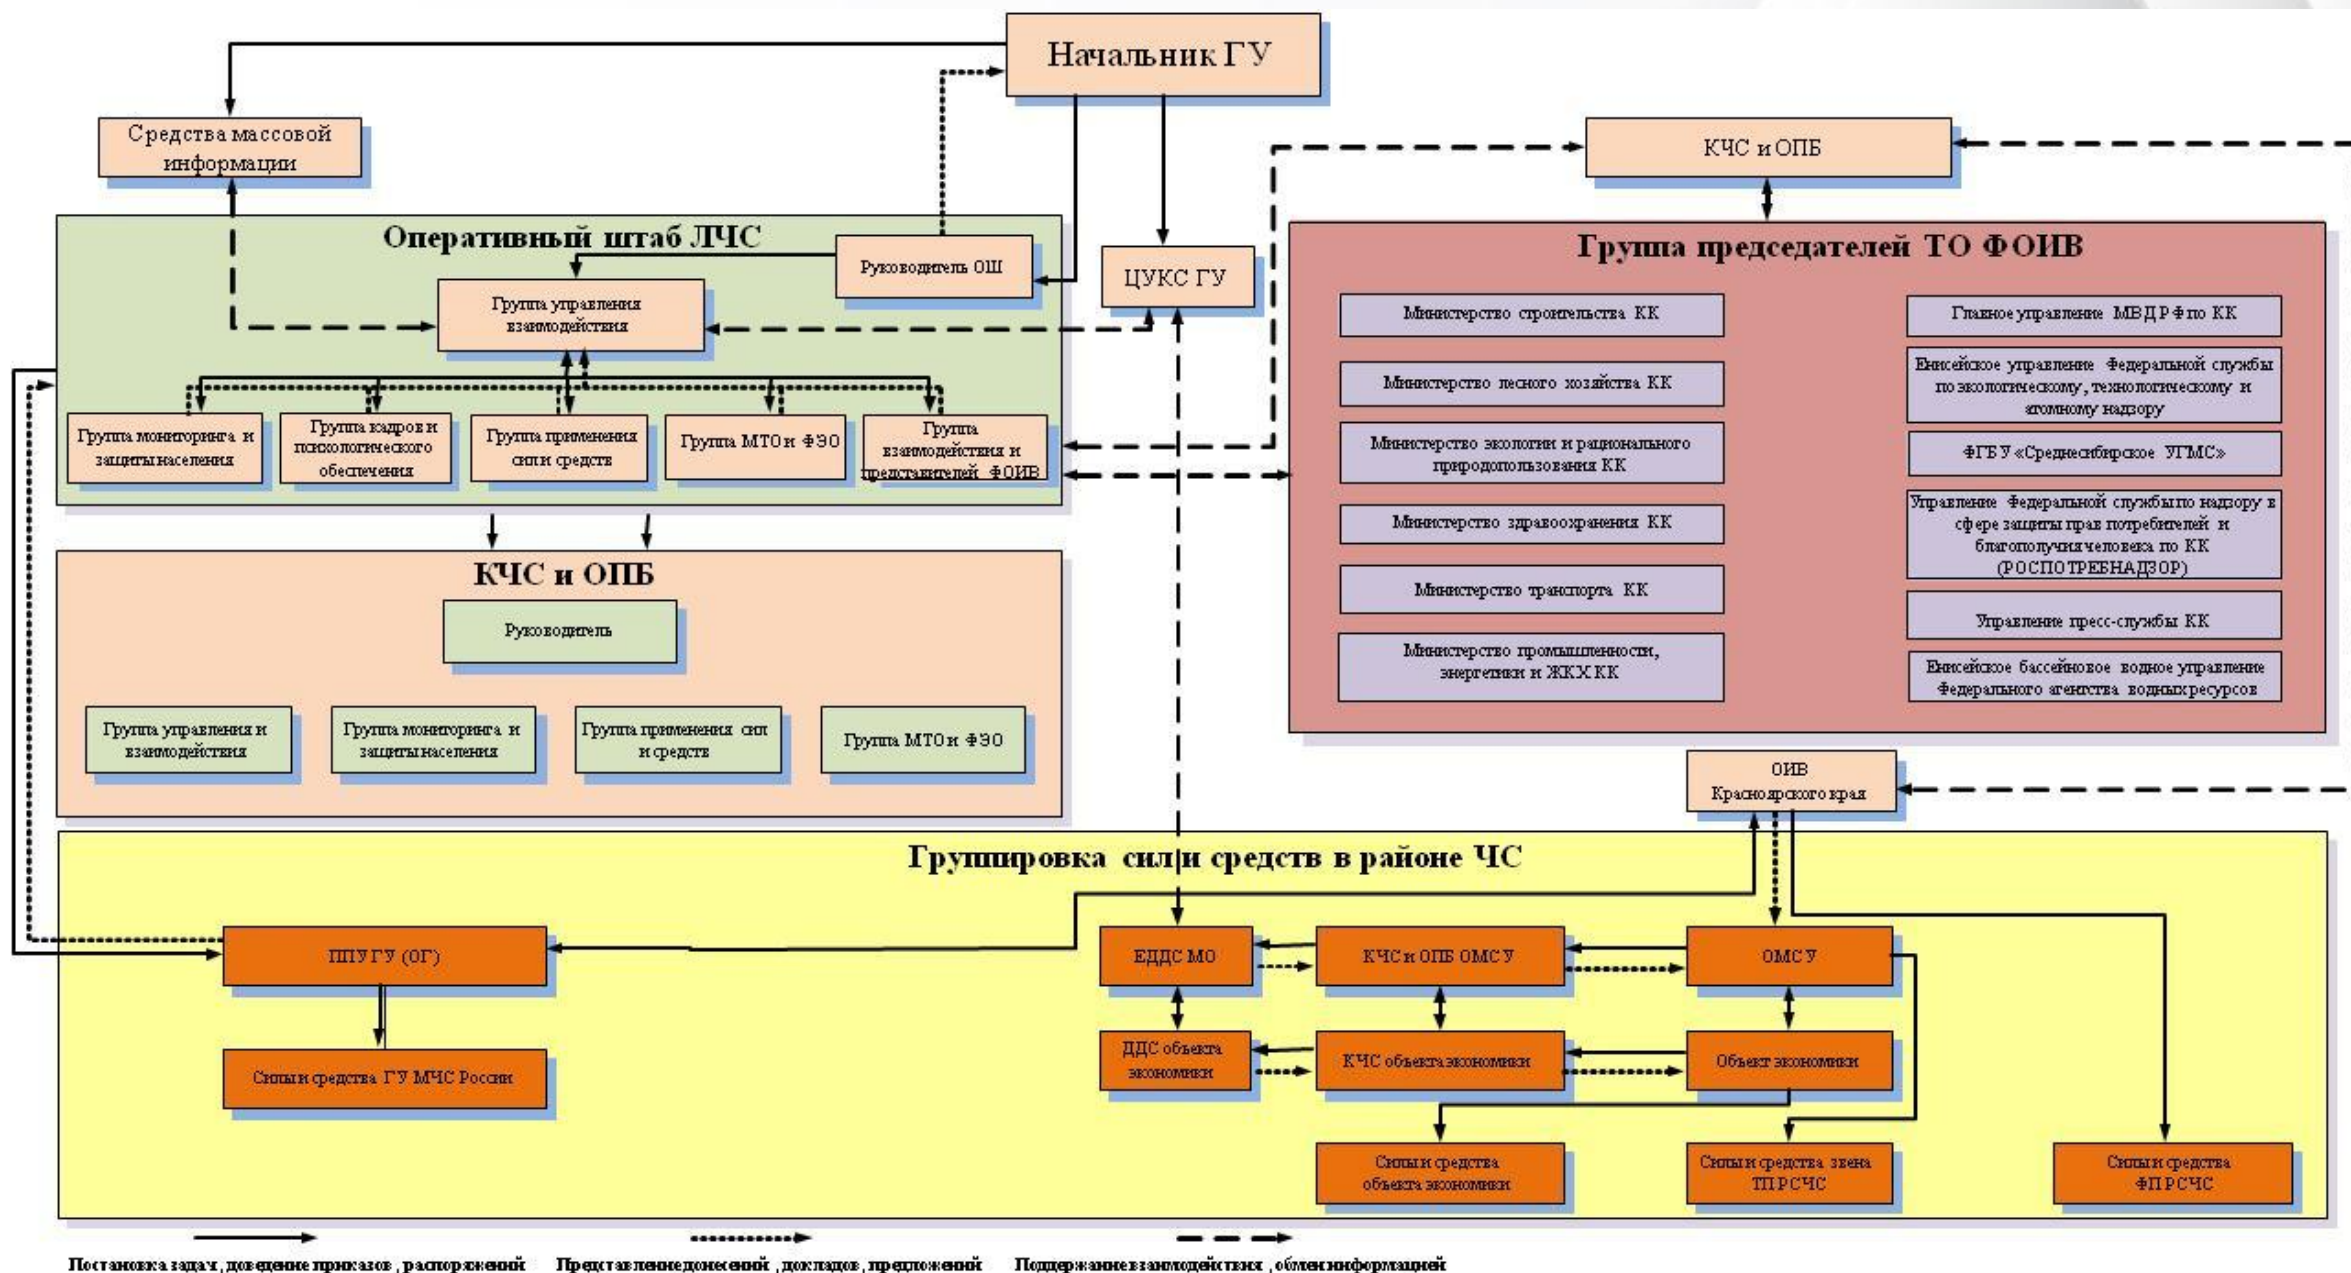 Начальник ГУ
Средства массовой
информации
КЧС и ОПБ
Оперативный штаб ЛЧС
Руководитель ОШ
ЦУКС ГУ
Группа управления
взаимодействия
Группа мониторинга и
защиты населения
Группа кадров и
психологического
обеспечения
Группа применения
сил и средств
Группа МТО и ФЭО
Группа
взаимодействия и
представителей ФОИВ
Группа председателей ТО ФОИВ
Министерство строительства КК
Министерство лесного хозяйства КК
Министерство экологии и рационального
природопользования КК
Министерство здравоохранения КК
Министерство транспорта КК
Министерство промышленности,
энергетики и ЖКХ КК
Главное управление МВД РФ по КК
Енисейское управление Федеральной службы
по экологическому, технологическому и
атомному надзору
ФГБУ «Среднесибирское УГМС»
Управление Федеральной службы по надзору в
сфере защиты прав потребителей и
благополучия человека по КК
(РОСПОТРЕБНАДЗОР)
Управление пресс-службы КК
Енисейское бассейновое водное управление
Федерального агентства водных ресурсов
КЧС и ОПБ
Руководитель
Группа управления и
взаимодействия
Группа мониторинга и
защиты населения
Группа применения сил
и средств
Группа МТО и ФЭО
ОИВ
Красноярского края
Группировка сил и средств в районе ЧС
ППУ ГУ (ОГ)
ЕДДС МО
КЧС и ОПБ ОМСУ
ОМСУ
Силы и средства ГУ МЧС России
ДДС объекта
экономики
КЧС объекта экономики
Объект экономики
Силы и средства
объекта экономики
Силы и средства звена
ТП РСЧС
Силы и средства
ФП РСЧС
Постановка задач, доведение приказов, распоряжений
Представление донесений, докладов, предложений
Поддержание взаимодействия, обмен информацией